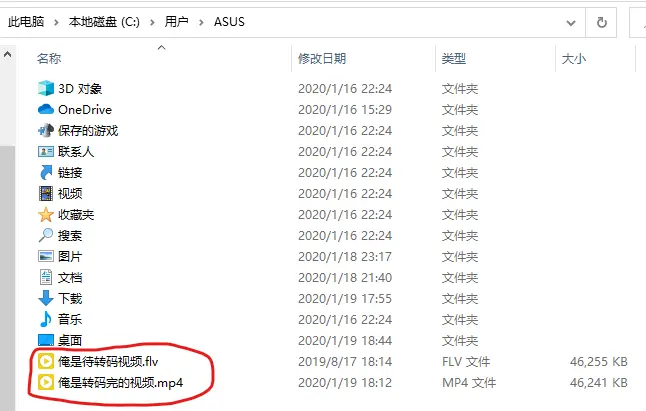 此电脑 > 本地磁盘 (C:) > 用户 > ASUS
名称 修改日期 类型 大小
3D 对象 2020/1/16 22:24 文件夹
OneDrive 2020/1/16 15:29 文件夹
保存的游戏 2020/1/16 22:24 文件夹
联系人 2020/1/16 22:24 文件夹
链接 2020/1/16 22:24 文件夹
视频 2020/1/16 22:24 文件夹
收藏夹 2020/1/16 22:24 文件夹
搜索 2020/1/16 22:24 文件夹
图片 2020/1/18 23:17 文件夹
文档 2020/1/18 21:40 文件夹
下载 2020/1/19 17:55 文件夹
音乐 2020/1/16 22:24 文件夹
桌面 2020/1/19 18:44 文件夹
俺是待转码视频.flv 2019/8/17 18:14 FLV 文件 46,255 KB
俺是转码完的视频.mp4 2020/1/19 18:12 MP4 文件 46,241 KB